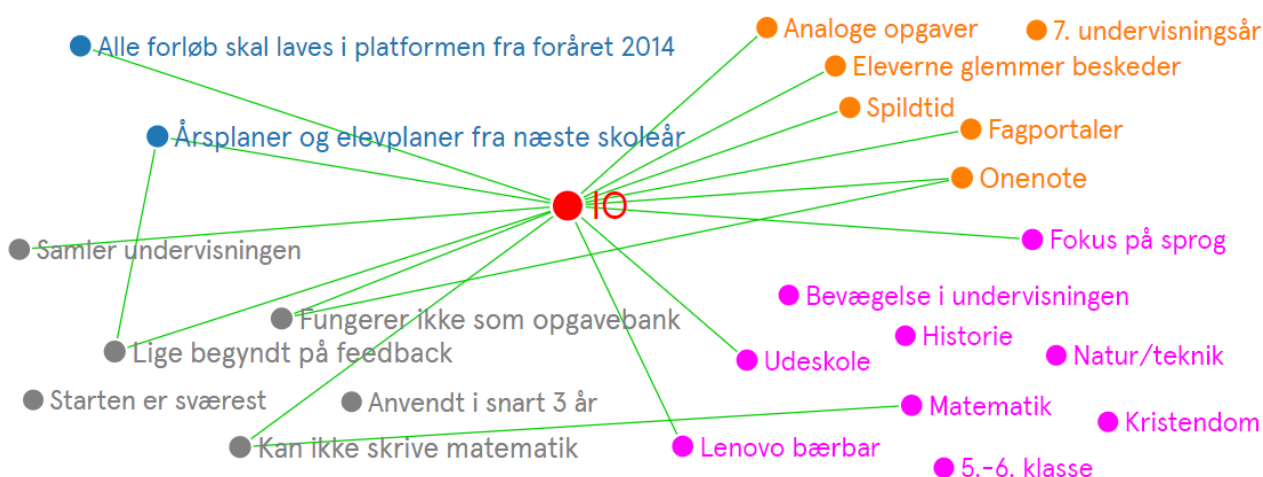 Alle forløb skal laves i platformen fra foråret 2014
Årsplaner og elevplaner fra næste skoleår
Analoge opgaver
7. undervisningsår
Eleverne glemmer beskeder
Spildtid
Fagportaler
Onenote
IO
Samler undervisningen
Fungerer ikke som opgavebank
Lige begyndt på feedback
Starten er sværest
Anvendt i snart 3 år
Kan ikke skrive matematik
Fokus på sprog
Bevægelse i undervisningen
Historie
Udeskole
Natur/teknik
Matematik
Kristendom
Lenovo bærbar
5.-6. klasse